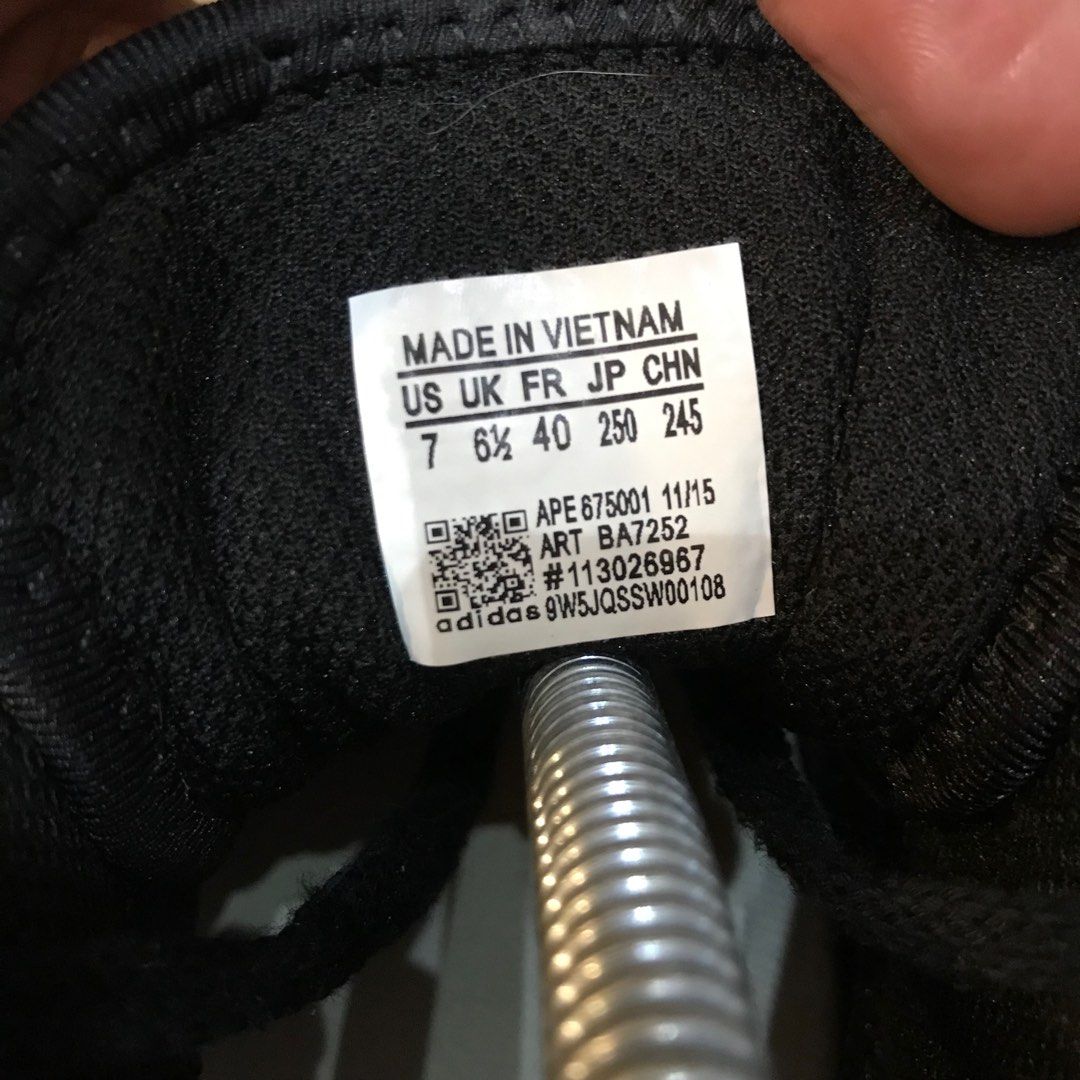 MADE IN VIETNAM
US UK FR JP CHN
7 6½ 40 250 245
APE 675001 11/15
ART BA7252
#113026967
adidas 9W5JQSSW00108